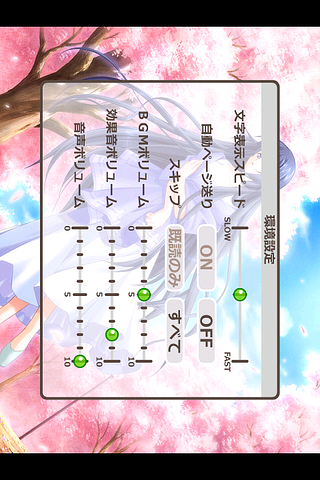 環境設定
文字表示スピード
SLOW FAST
自動ページ送り ON OFF
スキップ 既読のみ すべて
BGMボリューム
0 5 10
効果音ボリューム
0 5 10
音声ボリューム
0 5 10